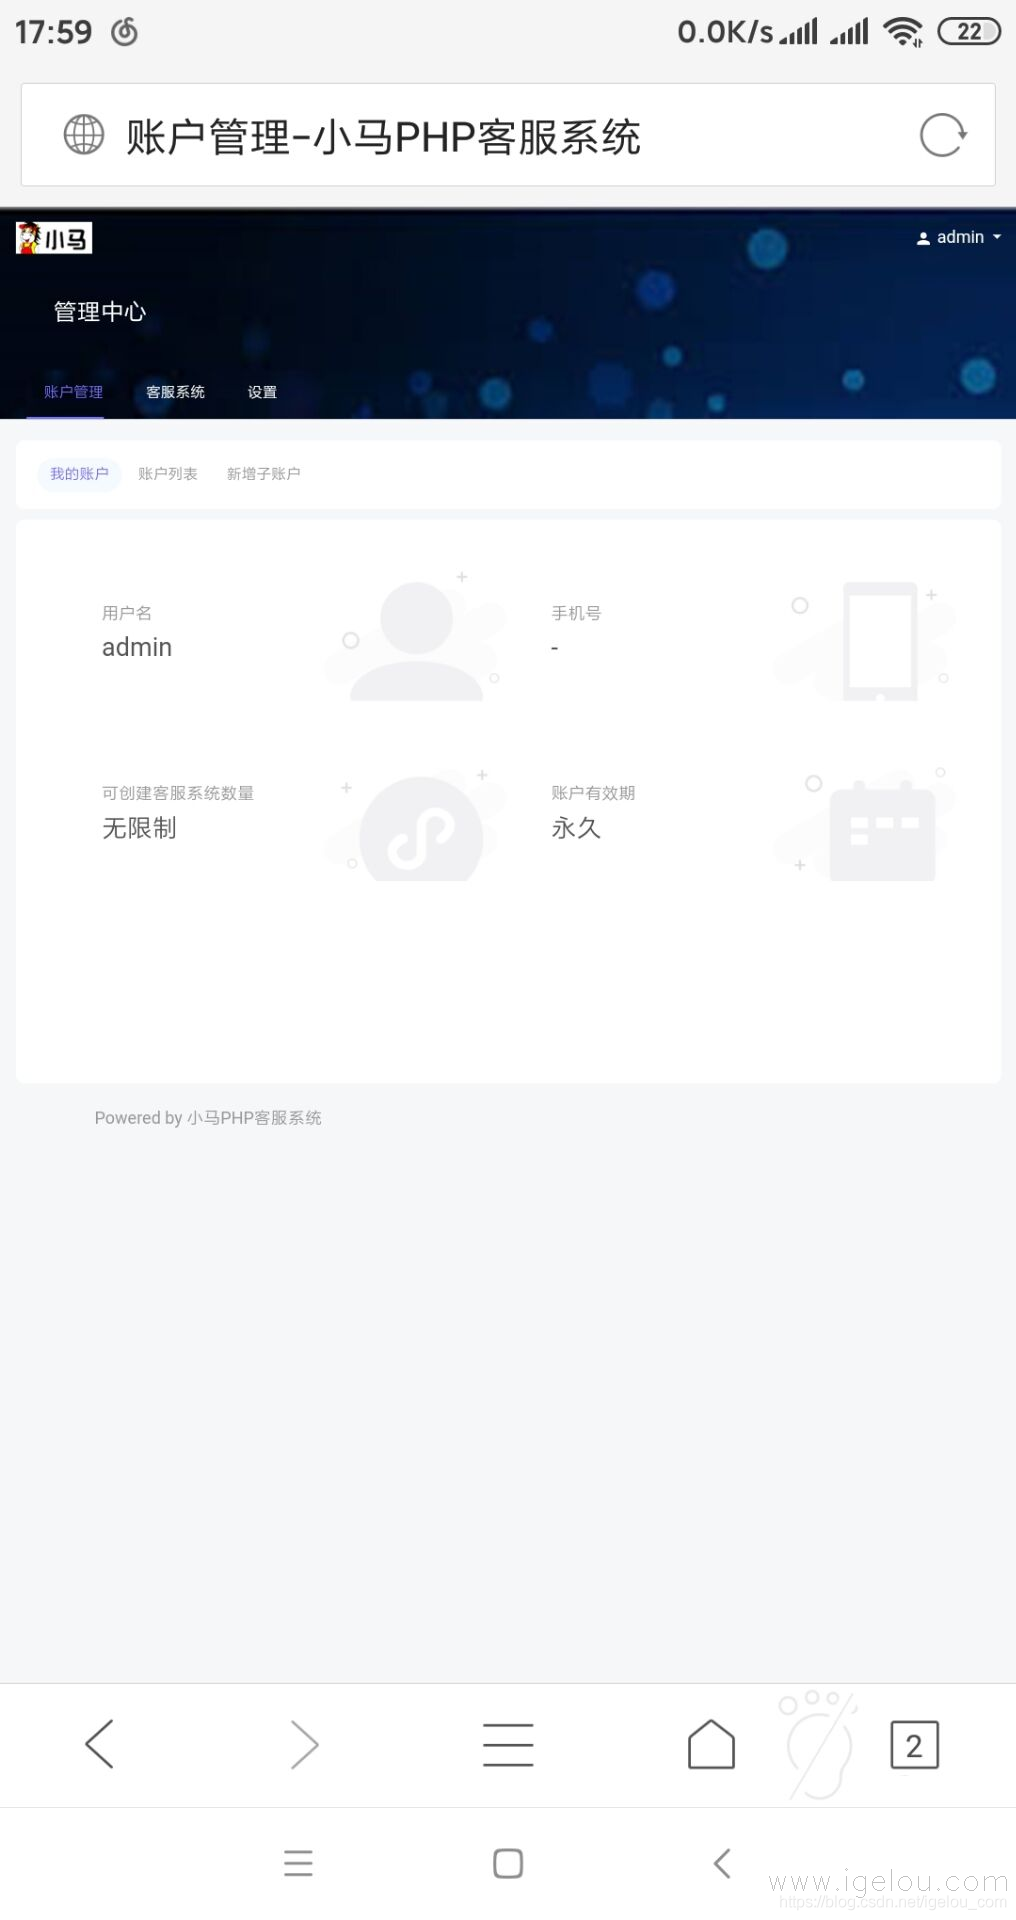 17:59
0.0K/s
22
账户管理-小马PHP客服系统
小马
admin
管理中心
账户管理 客服系统 设置
我的账户 账户列表 新增子账户
用户名
admin
手机号
-
可创建客服系统数量
无限制
账户有效期
永久
Powered by 小马PHP客服系统
2
www.igelou.com
https://blog.csdn.net/igelou_com